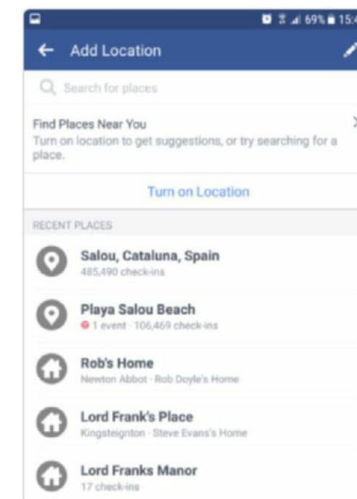 69% 15:4
Add Location
Search for places
Find Places Near You
Turn on location to get suggestions, or try searching for a
place.
Turn on Location
RECENT PLACES
Salou, Cataluna, Spain
485,490 check-ins
Playa Salou Beach
1 event · 106,469 check-ins
Rob's Home
Newton Abbot · Rob Doyle's Home
Lord Frank's Place
Kingsteignton · Steve Evans's Home
Lord Franks Manor
17 check-ins